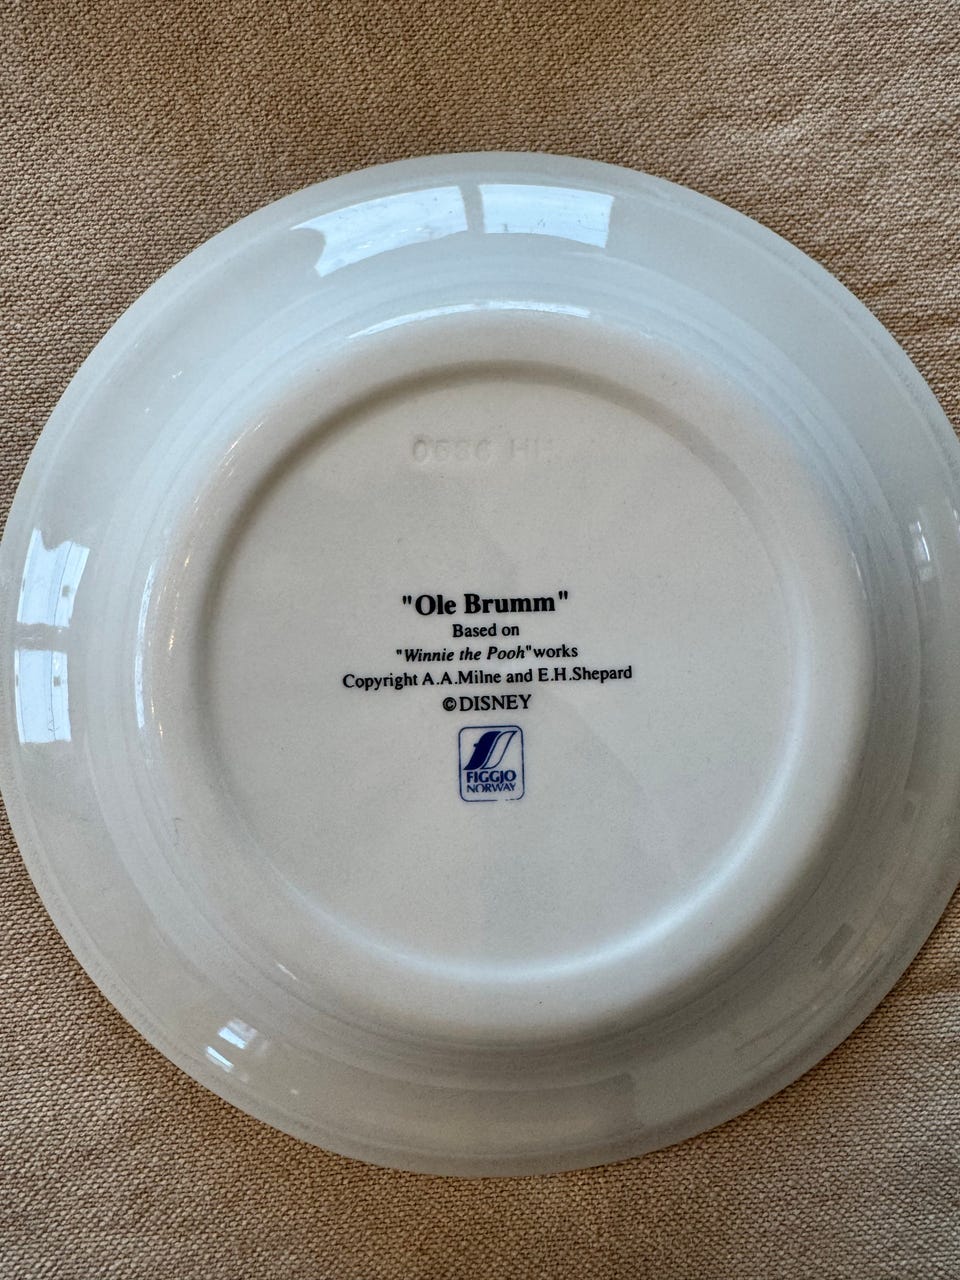 "Ole Brumm"
Based on
"Winnie the Pooh"works
Copyright A.A.Milne and E.H.Shepard
©DISNEY
FIGGJO
NORWAY